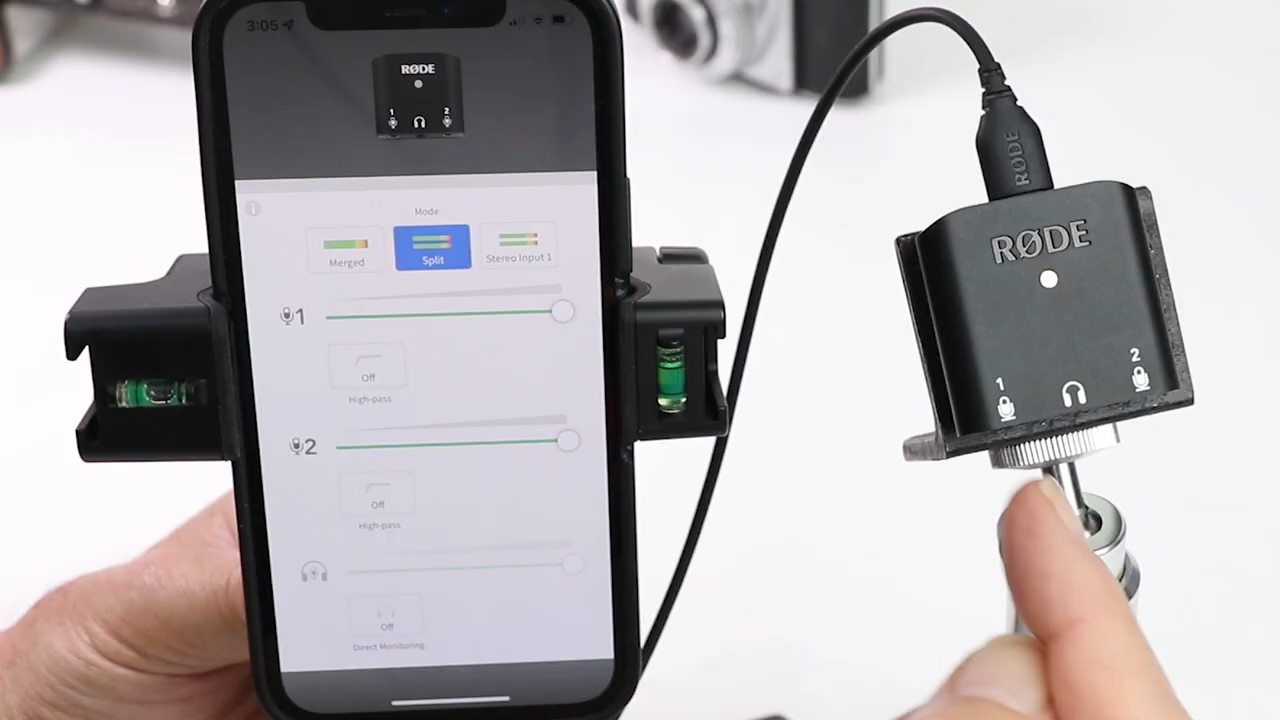 3:05
RØDE
1
2
Mode
Merged
Split
Stereo Input 1
1
Off
High-pass
2
Off
High-pass
Off
Direct Monitoring
RØDE
RØDE
1
2